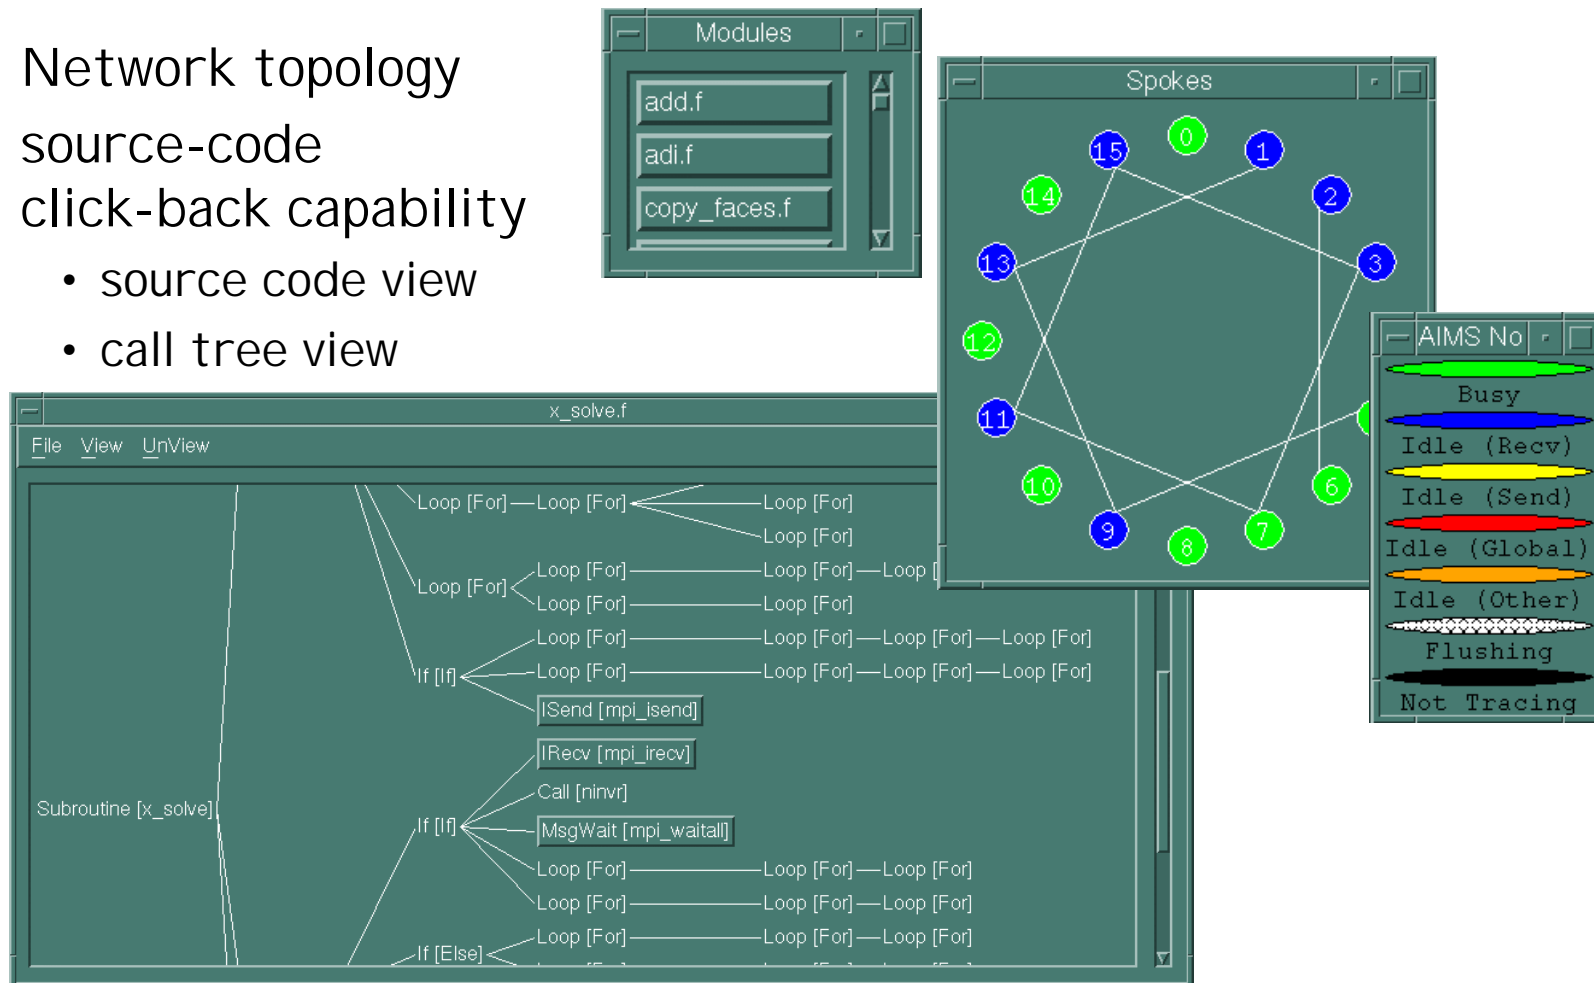 Network topology
source-code
click-back capability
• source code view
• call tree view
Modules
add.f
adi.f
copy_faces.f
Spokes
0
1
2
3
6
7
8
9
10
11
12
13
14
15
AIMS No
Busy
Idle (Recv)
Idle (Send)
Idle (Global)
Idle (Other)
Flushing
Not Tracing
x_solve.f
File View UnView
Loop [For] Loop [For] Loop [For]
Loop [For]
Loop [For] Loop [For] Loop [For] Loop [
Loop [For] Loop [For]
Loop [For] Loop [For] Loop [For] Loop [For]
If [If] Loop [For] Loop [For] Loop [For] Loop [For]
ISend [mpi_isend]
IRecv [mpi_irecv]
Call [ninvr]
Subroutine [x_solve]
If [If] MsgWait [mpi_waitall]
Loop [For] Loop [For] Loop [For]
Loop [For] Loop [For] Loop [For]
If [Else] Loop [For] Loop [For] Loop [For]